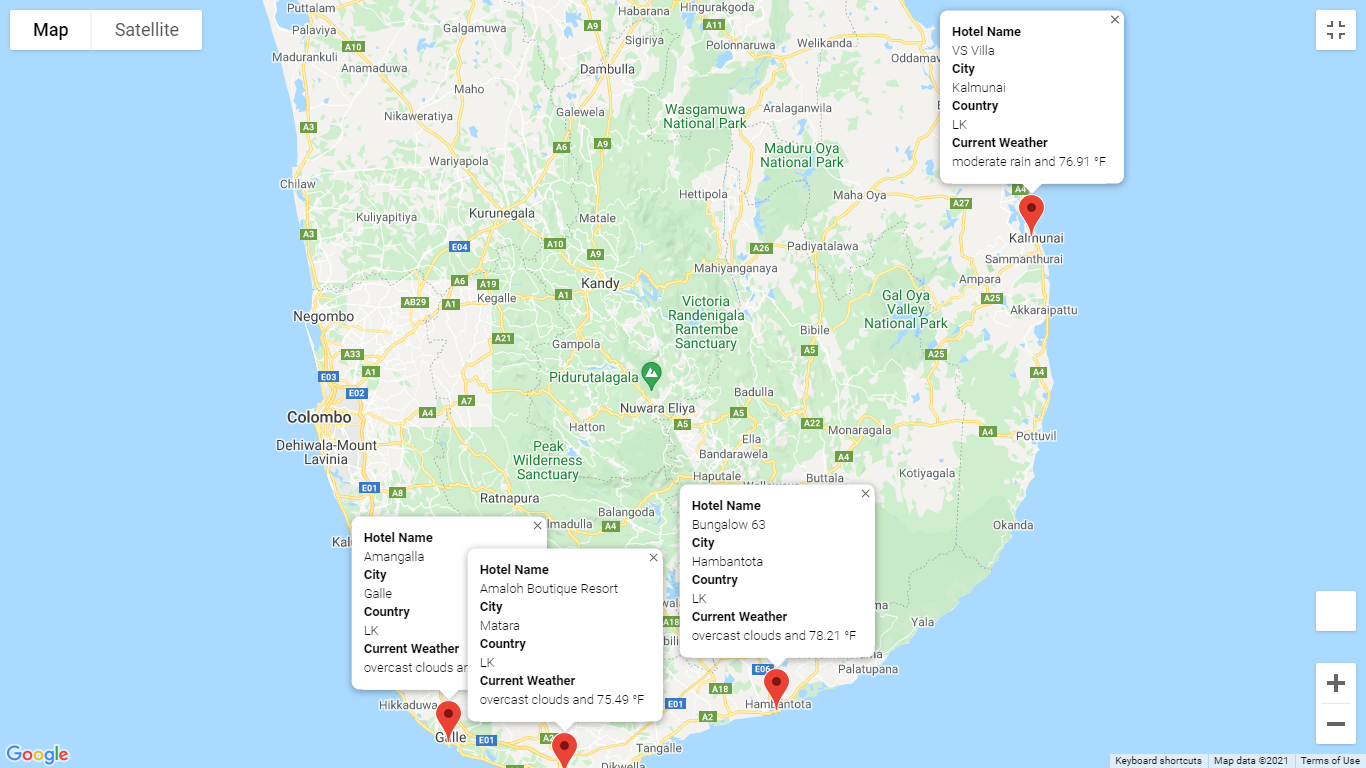 Map
Satellite
Puttalam
Palaviya
Madurankuli
A10
Anamaduwa
Galgamuwa
Maho
Nikaweratiya
Habarana
Hingurakgoda
A9
A11
Sigiriya
Polonnaruwa
Welikanda
Dambulla
Galewela
Wasgamuwa
National Park
Aralaganwila
Maduru Oya
National Park
A3
A6
A9
Wariyapola
Chilaw
Hettipola
Maha Oya
A27
A4
Kuliyapitiya
Kurunegala
Matale
A3
E04
A10
A9
A26
Padiyatalawa
Kalmunai
Sammanthurai
Ampara
Mahiyanganaya
Kandy
A6
A19
A1
Kegalle
AB29
A1
Victoria
Randenigala
Rantembe
Sanctuary
Gal Oya
Valley
National Park
A25
Akkaraipattu
Negombo
Bibile
A21
Gampola
A33
A5
A25
A1
E03
E02
A4
Pidurutalagala
Nuwara Eliya
Badulla
A7
A4
A5
A5
A22
Colombo
Hatton
Monaragala
A4
Pottuvil
Dehiwala-Mount
Lavinia
Ella
Bandarawela
A4
Peak
Wilderness
Sanctuary
Haputale
Buttala
Kotiyagala
E01
A8
Ratnapura
Balangoda
A4
Okanda
Yala
Palatupana
Hotel Name
VS Villa
City
Kalmunai
Country
LK
Current Weather
moderate rain and 76.91 °F
Hotel Name
Amangalla
City
Galle
Country
LK
Current Weather
overcast clouds
Hotel Name
Amaloh Boutique Resort
City
Matara
Country
LK
Current Weather
overcast clouds and 75.49 °F
Hotel Name
Bungalow 63
City
Hambantota
Country
LK
Current Weather
overcast clouds and 78.21 °F
A18
E06
A18
E01
A2
Hambantota
Hikkaduwa
Galle
E01
Tangalle
Dikwella
Google
Keyboard shortcuts
Map data ©2021
Terms of Use